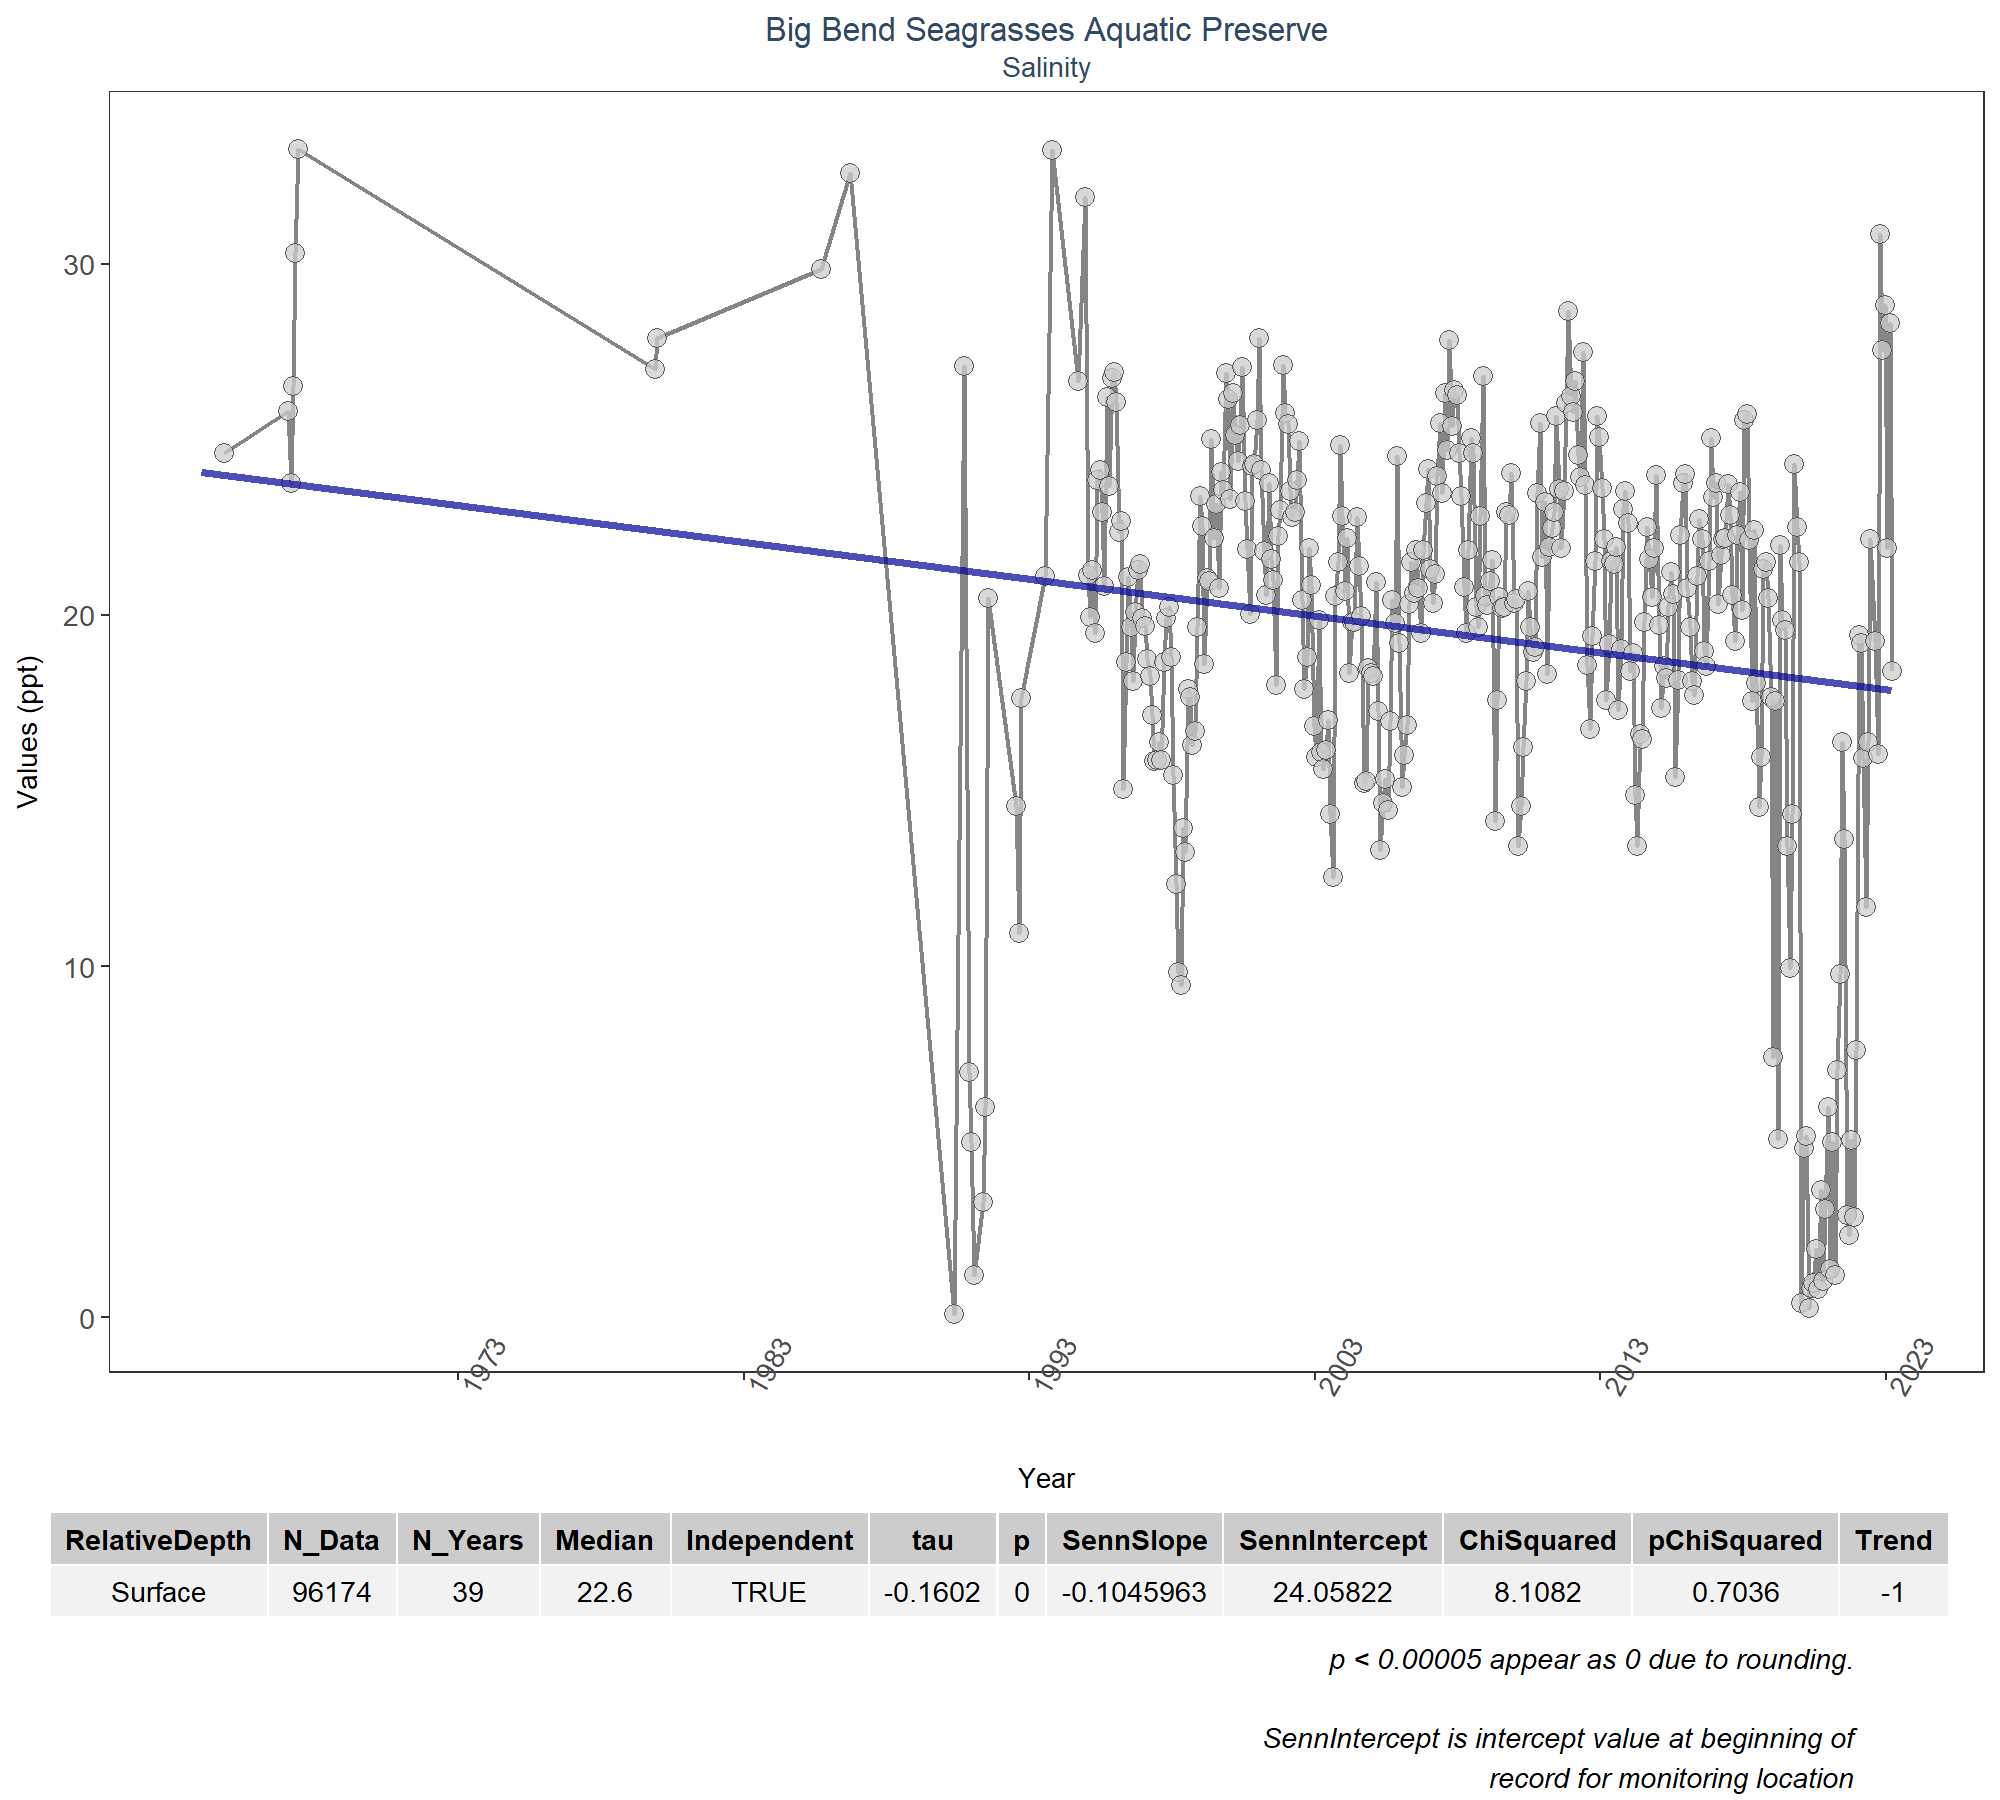 Big Bend Seagrasses Aquatic Preserve
Salinity
Values (ppt)
30
20
10
0
1973
1983
1993
2003
2013
2023
Year
RelativeDepth N_Data N_Years Median Independent tau p SennSlope SennIntercept ChiSquared pChiSquared Trend
Surface 96174 39 22.6 TRUE -0.1602 0 -0.1045963 24.05822 8.1082 0.7036 -1
p < 0.00005 appear as 0 due to rounding.
SennIntercept is intercept value at beginning of
record for monitoring location